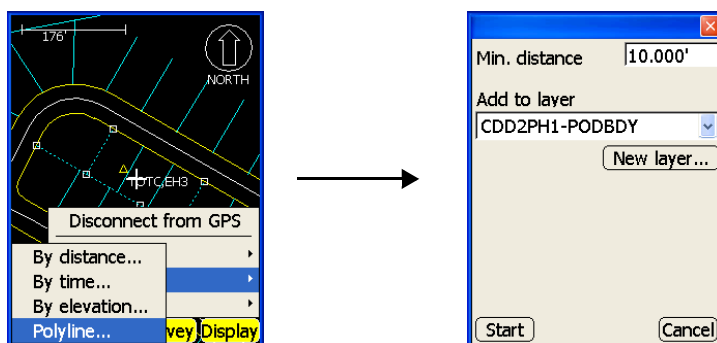 176'
NORTH
DTC,EH3
Disconnect from GPS
By distance...
By time...
By elevation...
Polyline...
vey Display
Min. distance 10.000'
Add to layer
CDD2PH1-PODBDY
New layer...
Start Cancel